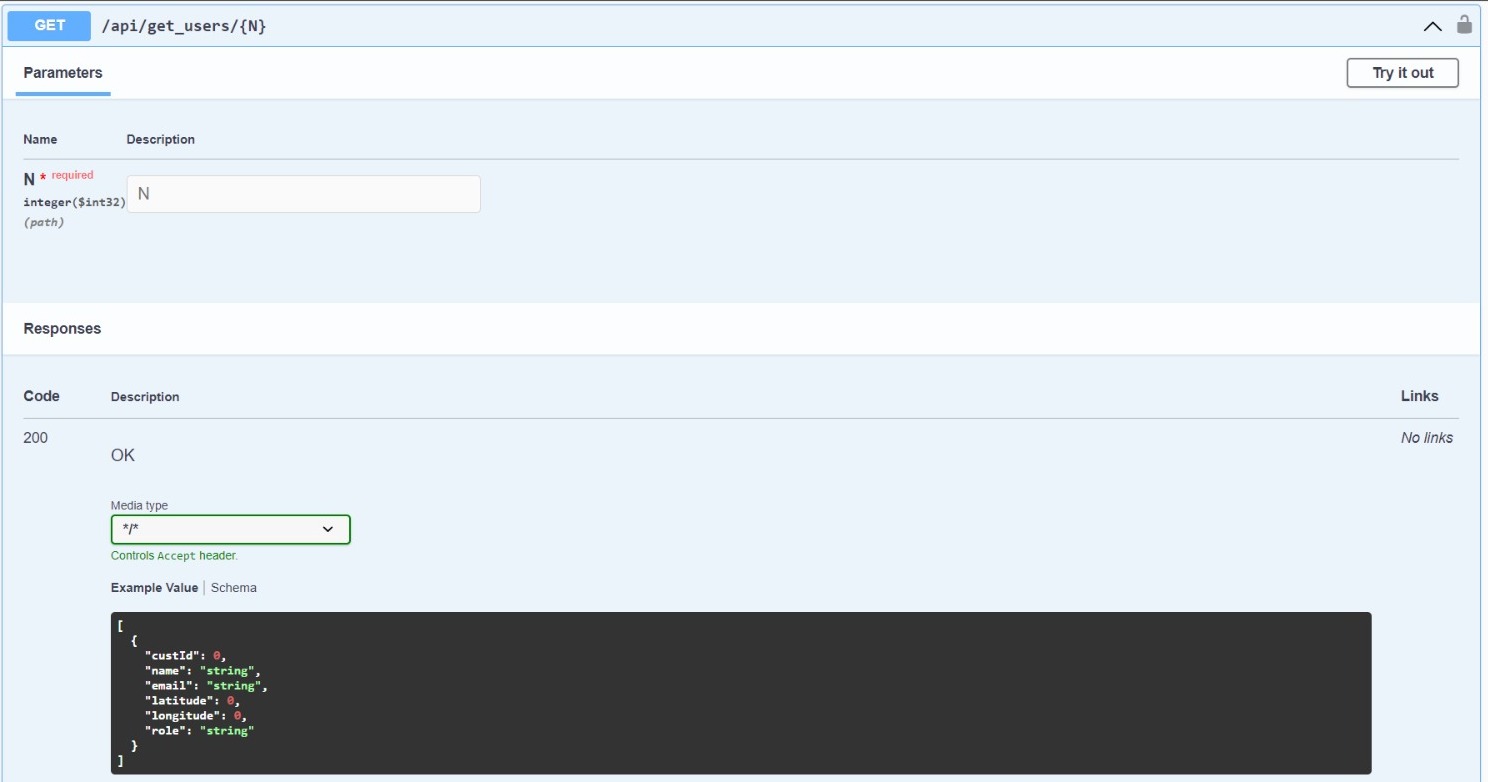 GET /api/get_users/{N}
Parameters
Try it out
Name Description
N * required
N
integer($int32)
(path)
Responses
Code Description Links
200 No links
OK
Media type
*/*
Controls Accept header.
Example Value Schema
[
{
"custId": 0,
"name": "string",
"email": "string",
"latitude": 0,
"longitude": 0,
"role": "string"
}
]